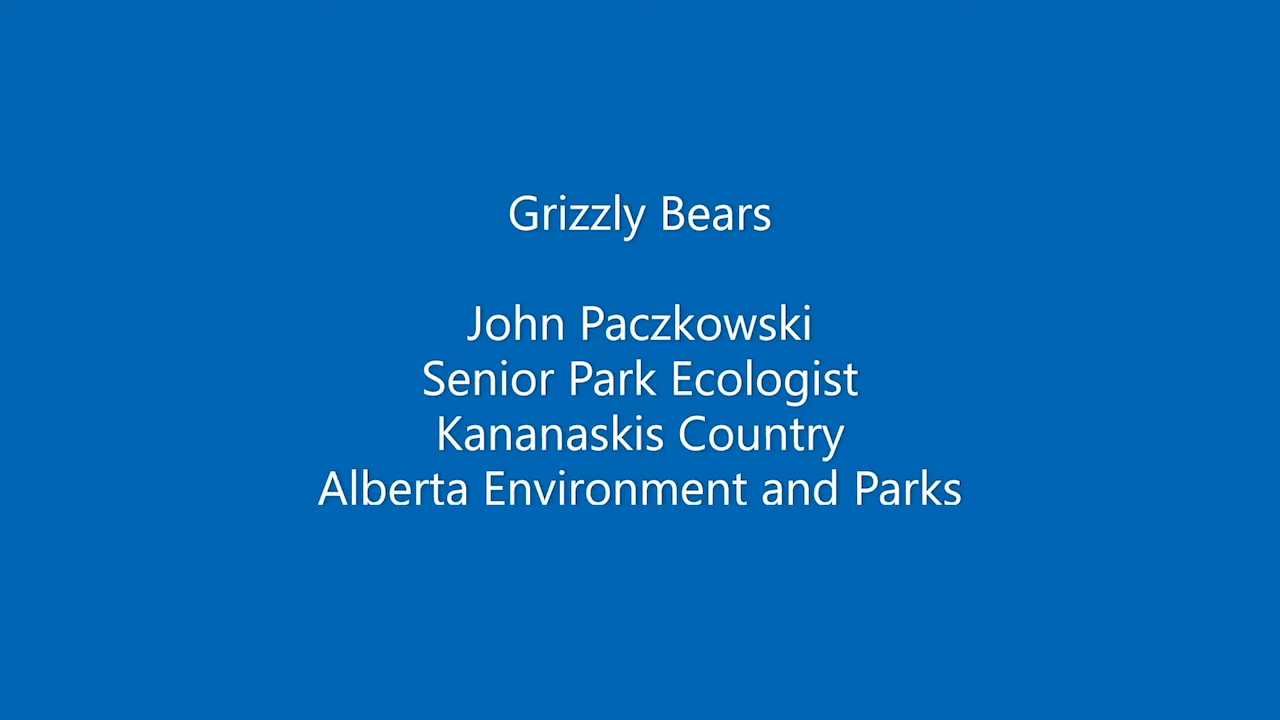 Grizzly Bears
John Paczkowski
Senior Park Ecologist
Kananaskis Country
Alberta Environment and Parks